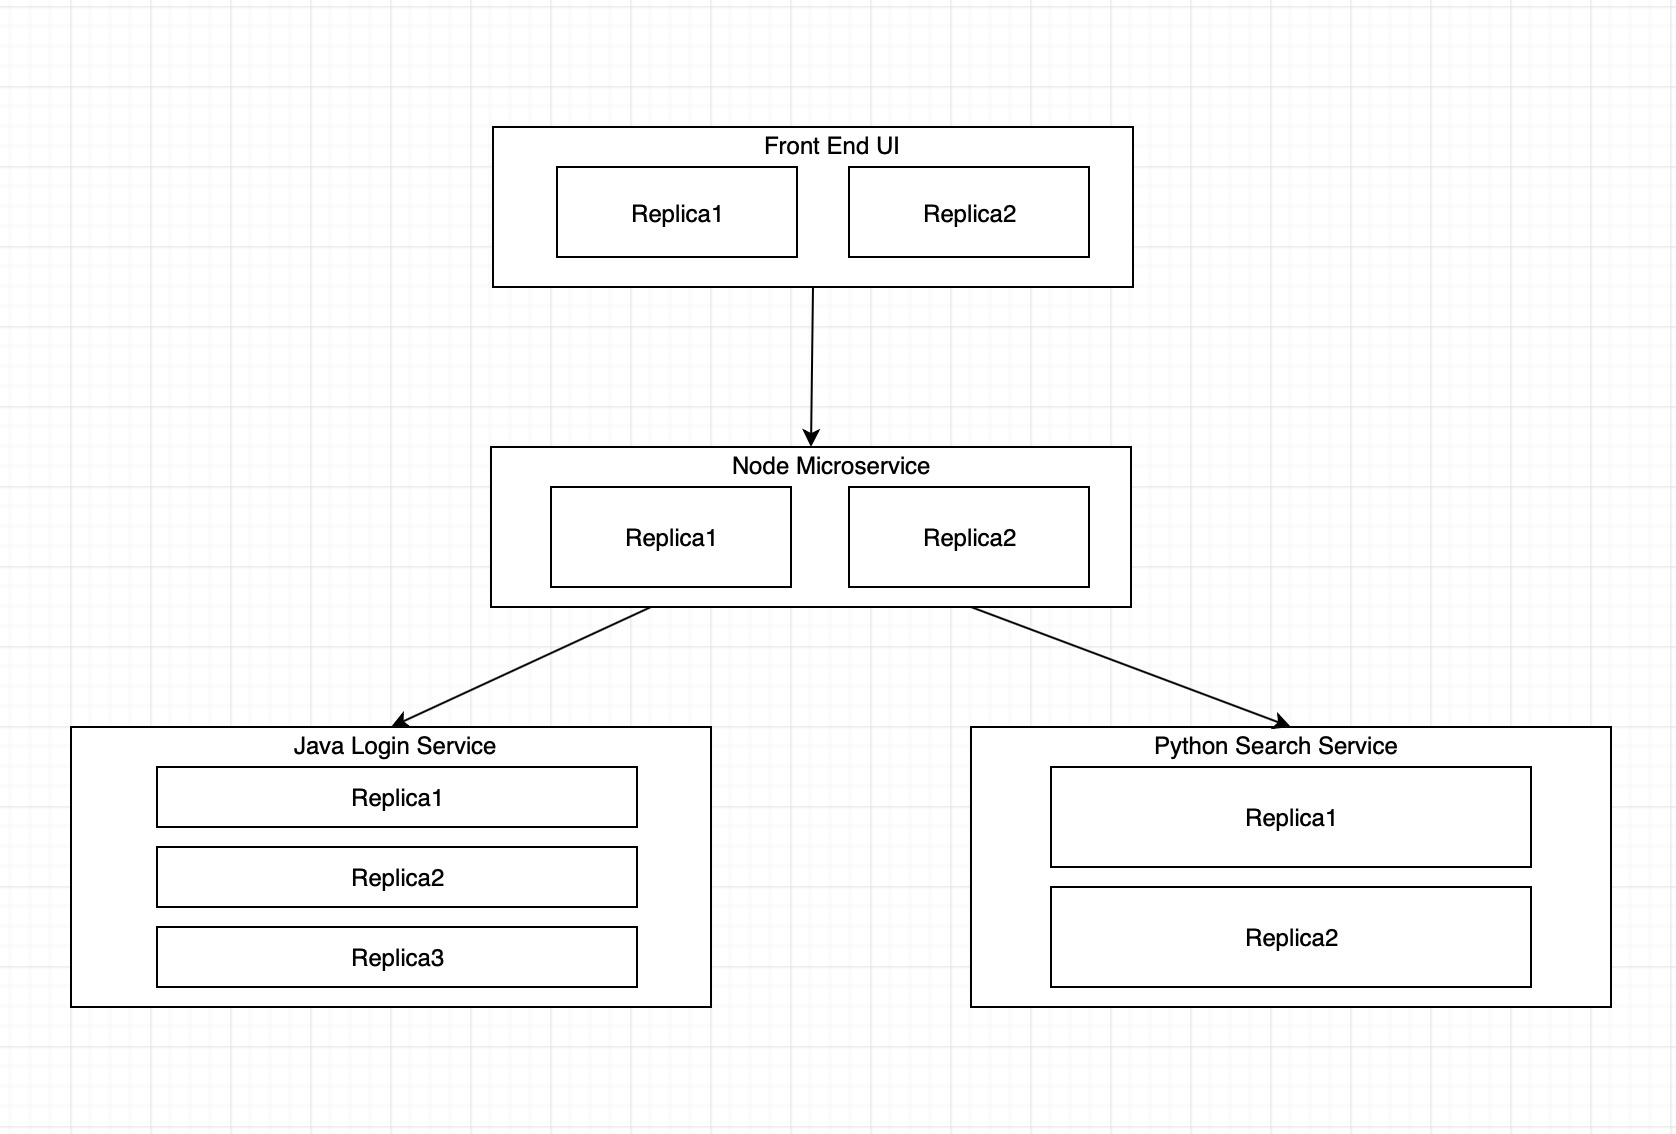 Front End UI
Replica1
Replica2
Node Microservice
Replica1
Replica2
Java Login Service
Replica1
Replica2
Replica3
Python Search Service
Replica1
Replica2